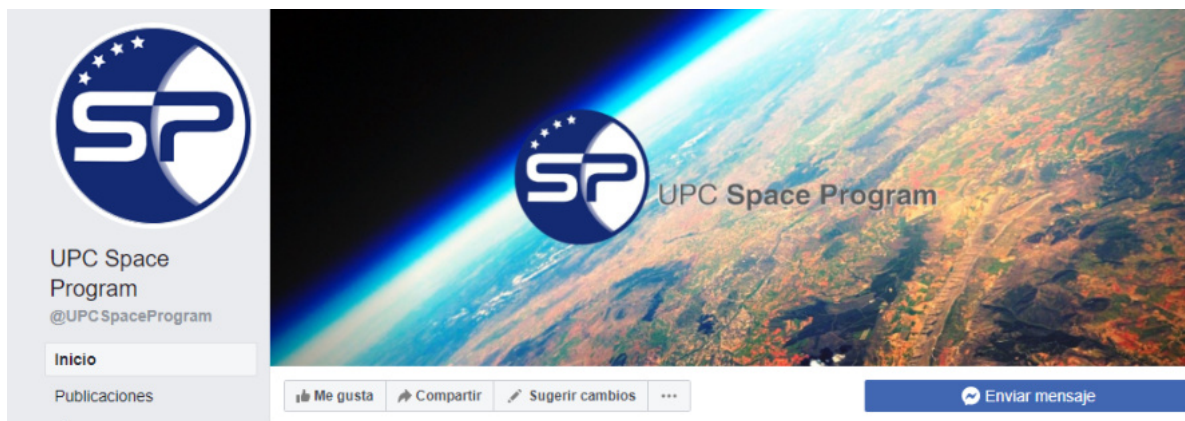 SP
UPC Space
Program
@UPCSpaceProgram
Inicio
Publicaciones
SP
UPC Space Program
Me gusta
Compartir
Sugerir cambios
...
Enviar mensaje